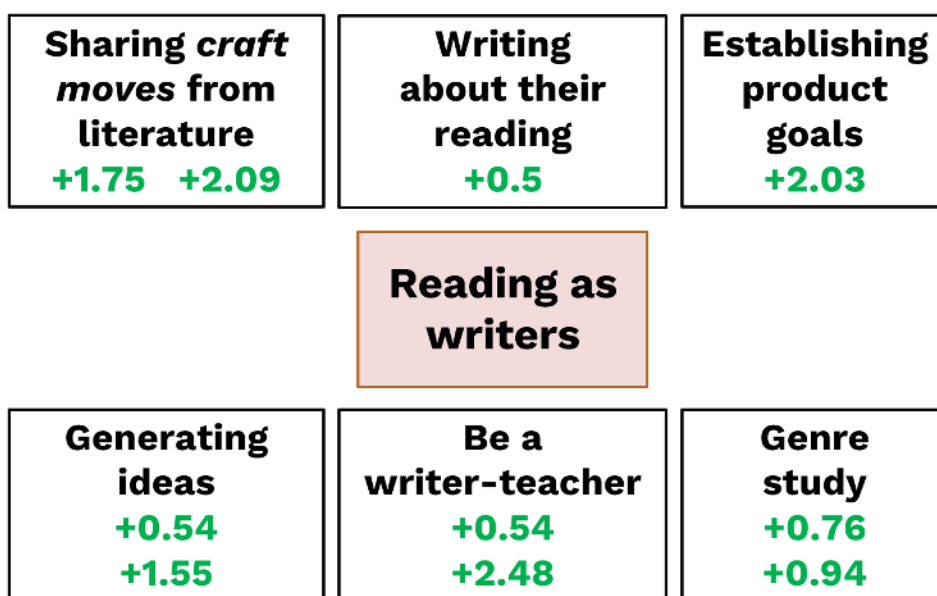 Sharing craft
moves from
literature
+1.75 +2.09
Writing
about their
reading
+0.5
Establishing
product
goals
+2.03
Reading as
writers
Generating
ideas
+0.54
+1.55
Be a
writer-teacher
+0.54
+2.48
Genre
study
+0.76
+0.94